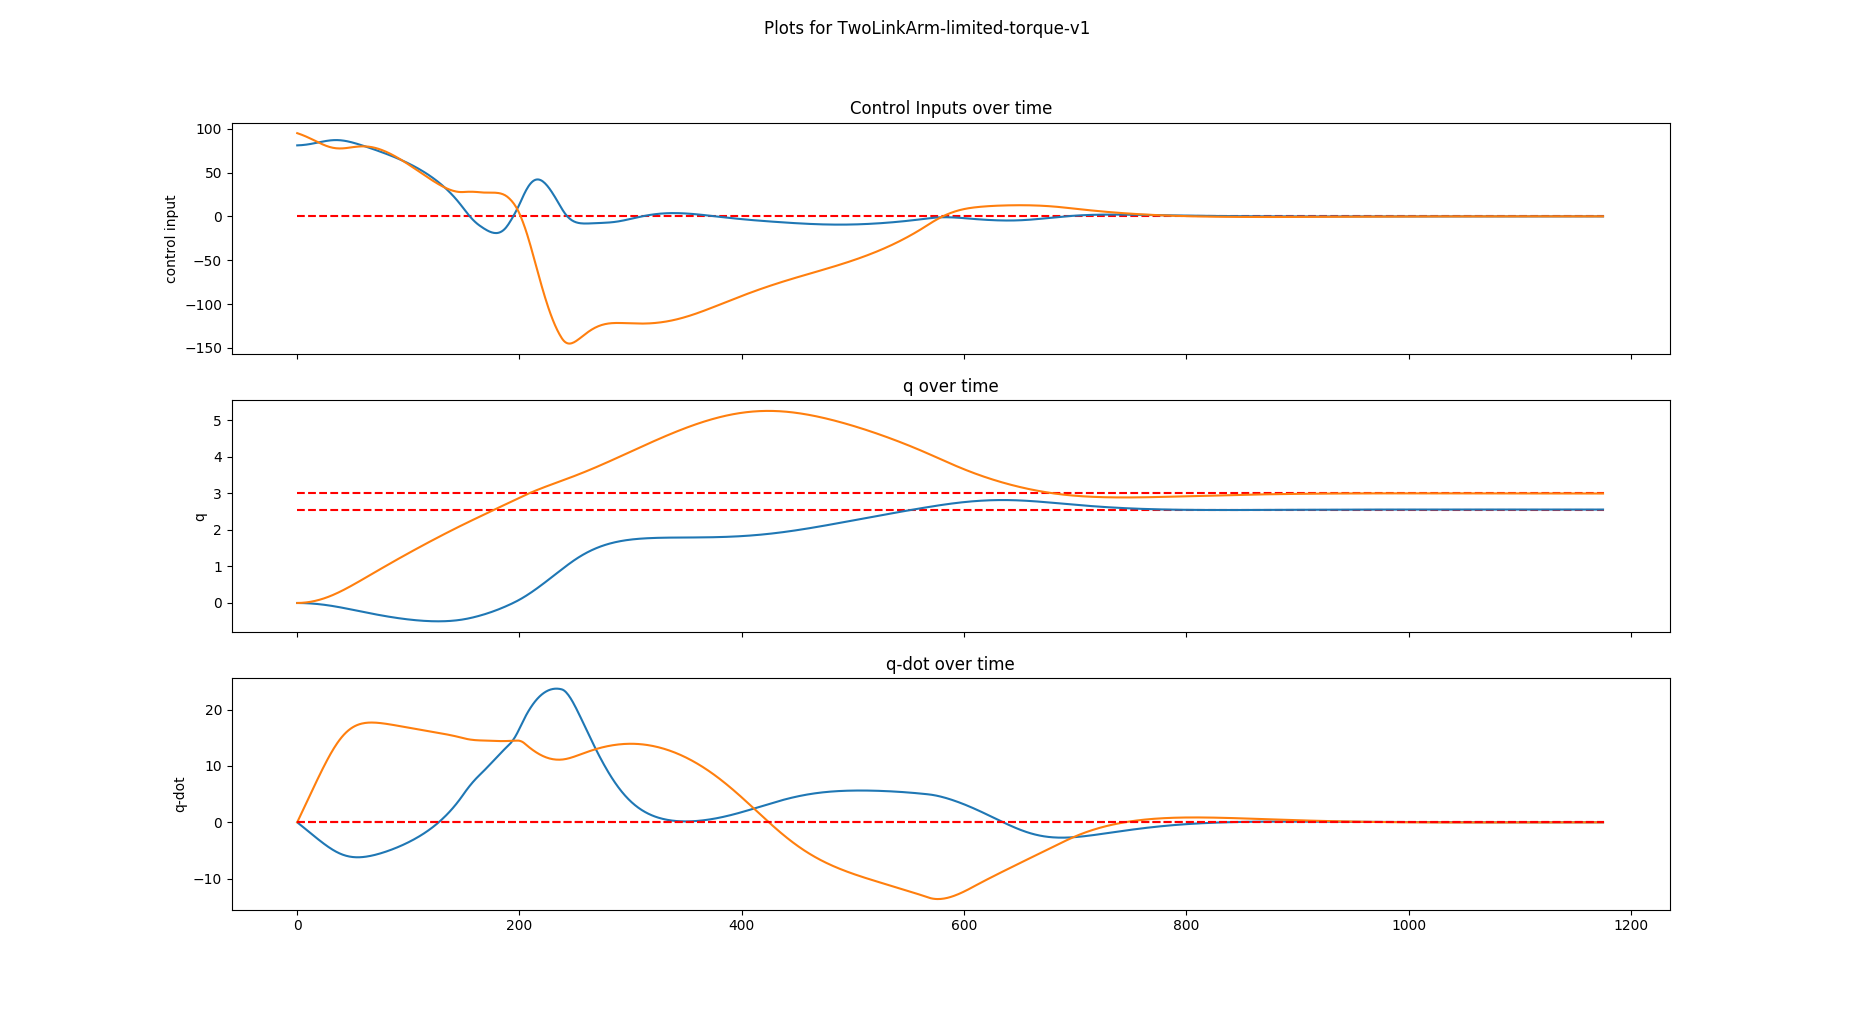 Plots for TwoLinkArm-limited-torque-v1
Control Inputs over time
control input
100
50
0
−50
−100
−150
q over time
q
5
4
3
2
1
0
q-dot over time
q-dot
20
10
0
−10
0 200 400 600 800 1000 1200